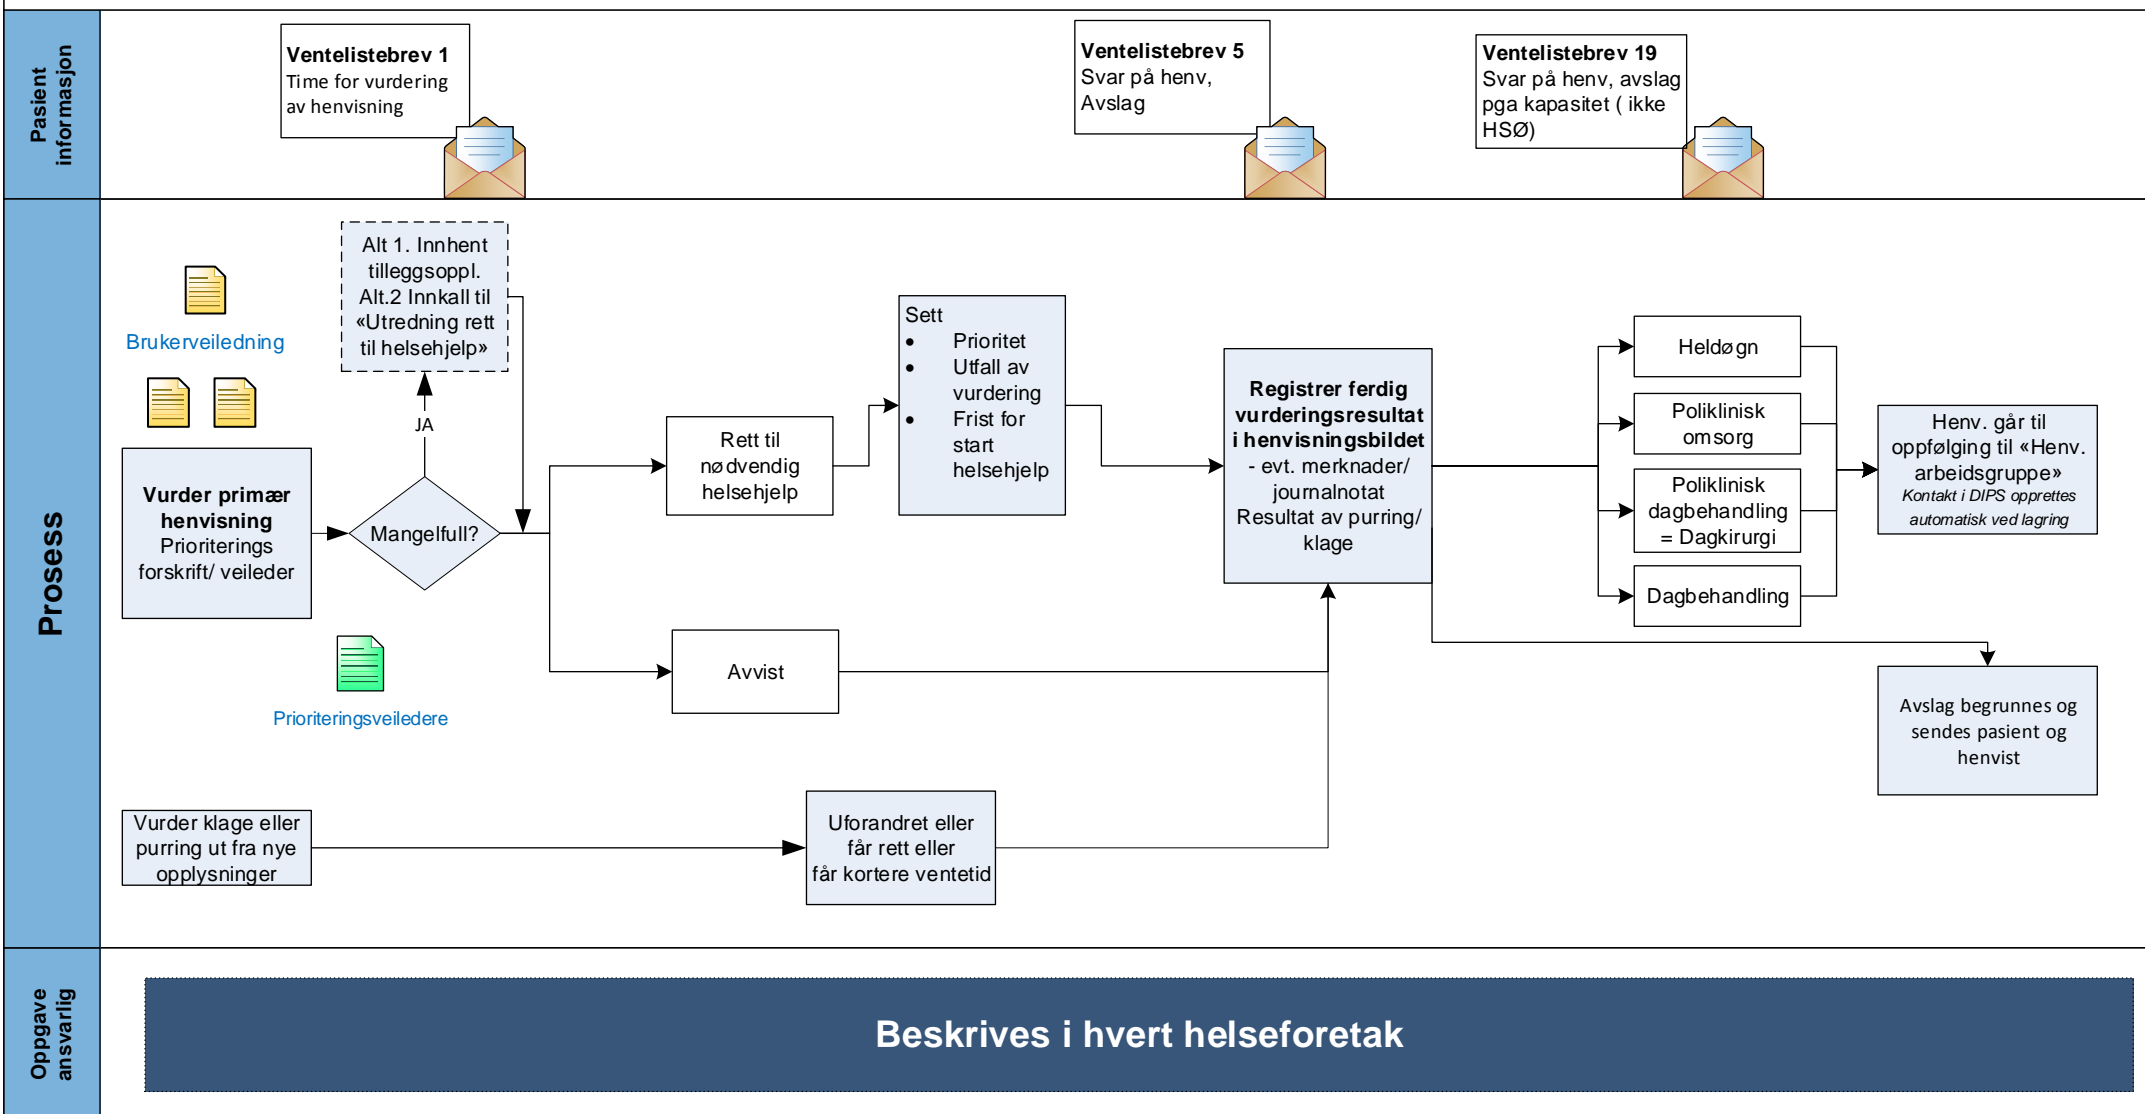 Pasient
informasjon
Ventelistebrev 1
Time for vurdering
av henvisning
Ventelistebrev 5
Svar på henv,
Avslag
Ventelistebrev 19
Svar på henv, avslag
pga kapasitet ( ikke
HSØ)
Prosess
Brukerveiledning
Alt 1. Innhent
tilleggsoppl.
Alt.2 Innkall til
«Utredning rett
til helsehjelp»
JA
Vurder primær
henvisning
Prioriterings
forskrift/ veileder
Mangelfull?
Prioriteringsveiledere
Rett til
nødvendig
helsehjelp
Sett
• Prioritet
• Utfall av
vurdering
• Frist for
start
helsehjelp
Avvist
Registrer ferdig
vurderingsresultat
i henvisningsbildet
- evt. merknader/
journalnotat
Resultat av purring/
klage
Heldøgn
Poliklinisk
omsorg
Poliklinisk
dagbehandling
= Dagkirurgi
Dagbehandling
Henv. går til
oppfølging til «Henv.
arbeidsgruppe»
Kontakt i DIPS opprettes
automatisk ved lagring
Avslag begrunnes og
sendes pasient og
henvist
Vurder klage eller
purring ut fra nye
opplysninger
Uforandret eller
får rett eller
får kortere ventetid
Oppgave
ansvarlig
Beskrives i hvert helseforetak